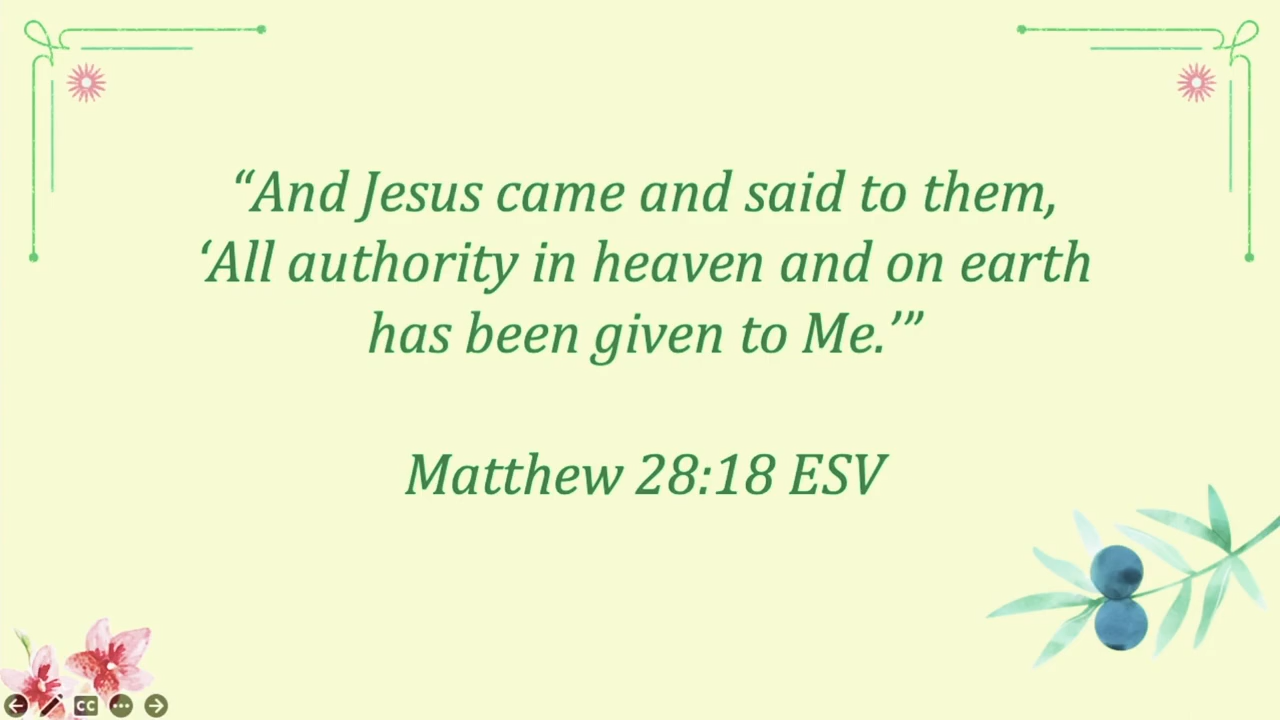 “And Jesus came and said to them,
‘All authority in heaven and on earth
has been given to Me.’”
Matthew 28:18 ESV
CC